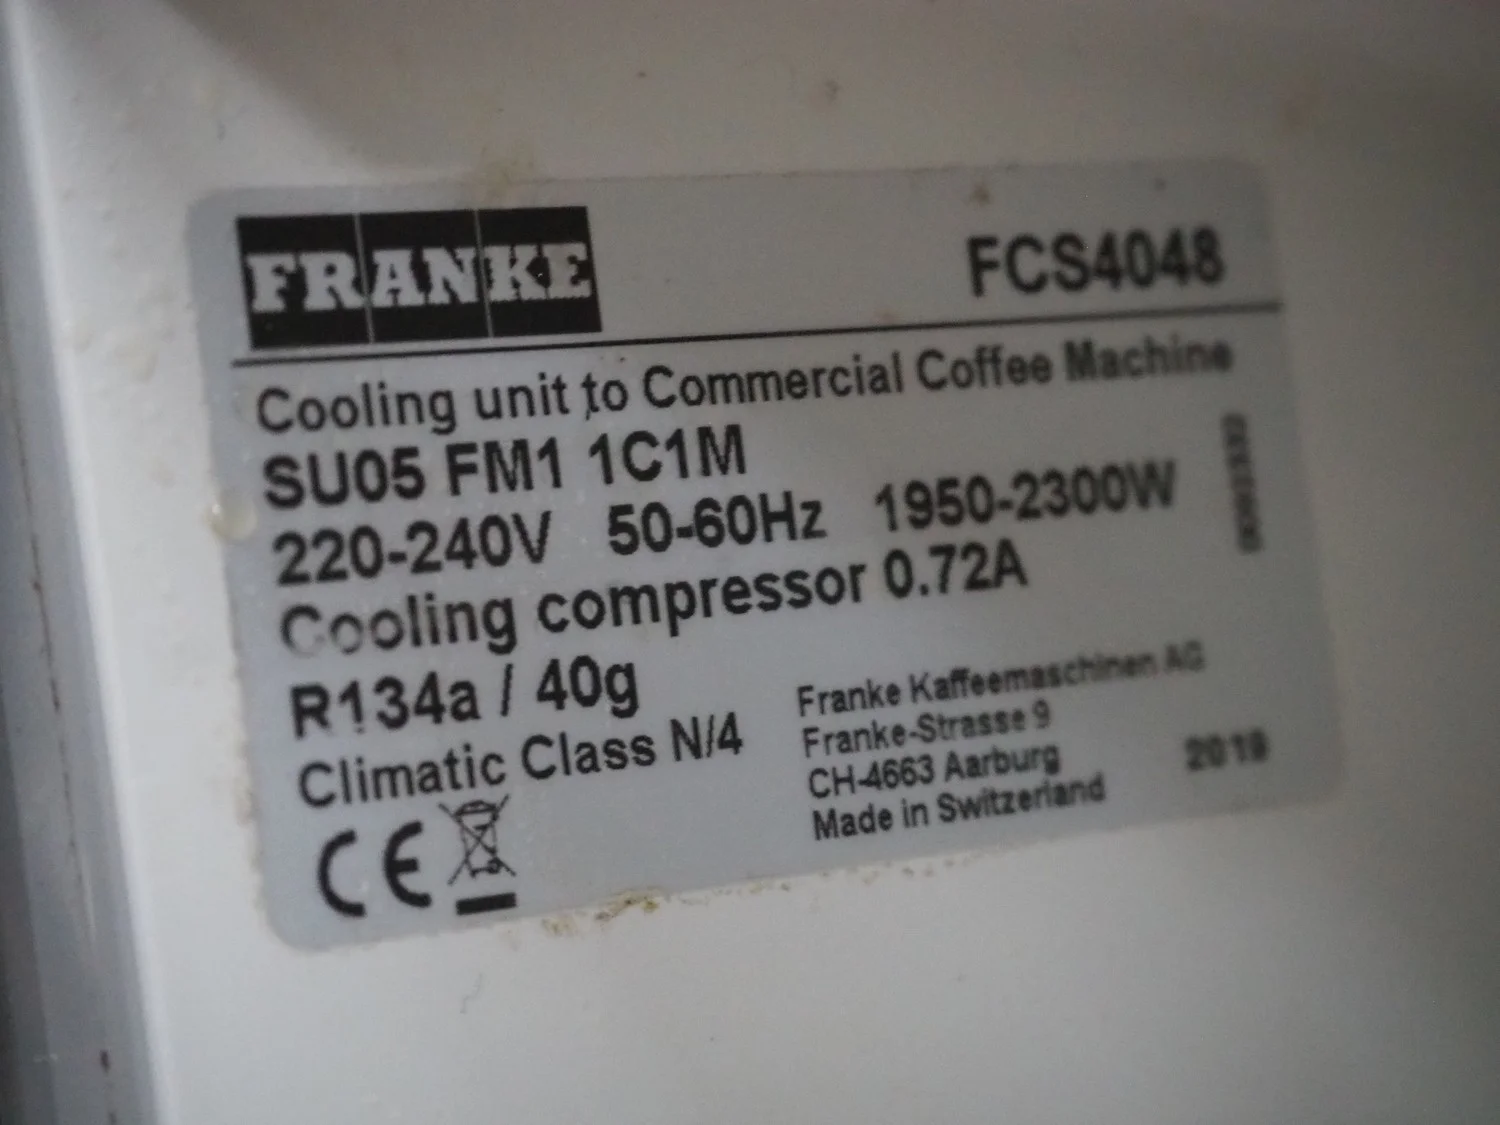 FRANKE
FCS4048
Cooling unit to Commercial Coffee Machine
SU05 FM1 1C1M
220-240V 50-60Hz 1950-2300W
Cooling compressor 0.72A
R134a / 40g
Climatic Class N/4
CE
Franke Kaffeemaschinen AG
Franke-Strasse 9
CH-4663 Aarburg
Made in Switzerland